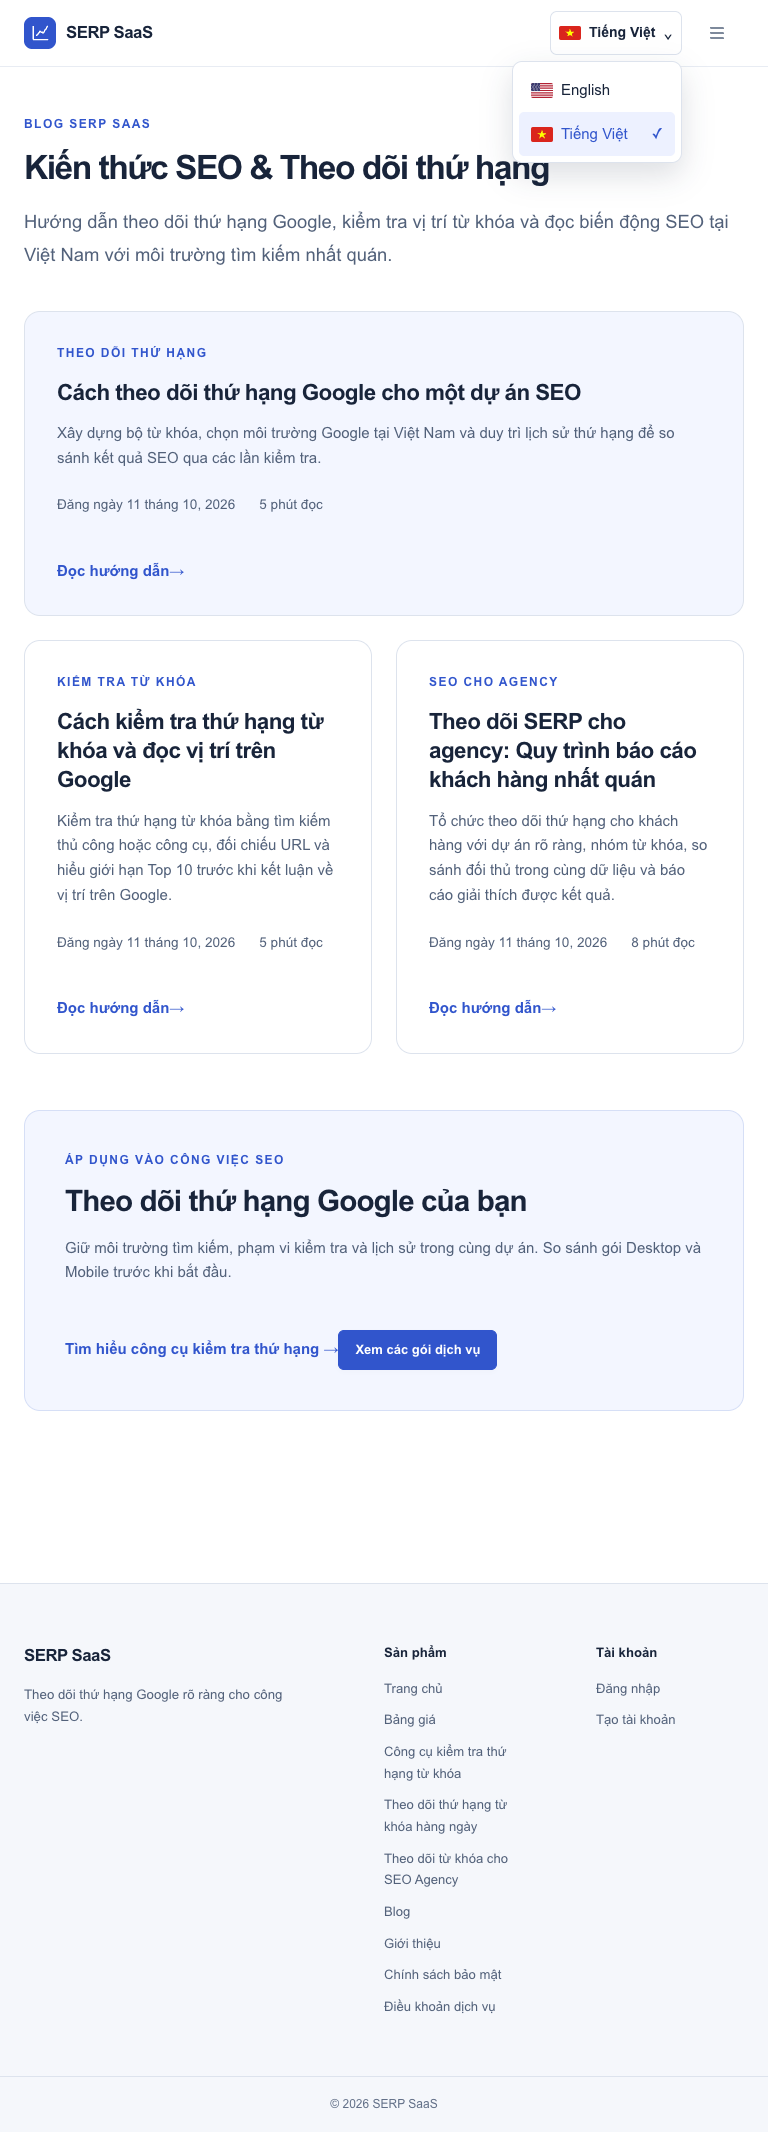 SERP SaaS
Tiếng Việt
English
Tiếng Việt ✓
BLOG SERP SAAS
Kiến thức SEO & Theo dõi thứ hạng
Hướng dẫn theo dõi thứ hạng Google, kiểm tra vị trí từ khóa và đọc biến động SEO tại
Việt Nam với môi trường tìm kiếm nhất quán.
THEO DÕI THỨ HẠNG
Cách theo dõi thứ hạng Google cho một dự án SEO
Xây dựng bộ từ khóa, chọn môi trường Google tại Việt Nam và duy trì lịch sử thứ hạng để so
sánh kết quả SEO qua các lần kiểm tra.
Đăng ngày 11 tháng 10, 2026 5 phút đọc
Đọc hướng dẫn→
KIỂM TRA TỪ KHÓA
Cách kiểm tra thứ hạng từ
khóa và đọc vị trí trên
Google
Kiểm tra thứ hạng từ khóa bằng tìm kiếm
thủ công hoặc công cụ, đối chiếu URL và
hiểu giới hạn Top 10 trước khi kết luận về
vị trí trên Google.
Đăng ngày 11 tháng 10, 2026 5 phút đọc
Đọc hướng dẫn→
SEO CHO AGENCY
Theo dõi SERP cho
agency: Quy trình báo cáo
khách hàng nhất quán
Tổ chức theo dõi thứ hạng cho khách
hàng với dự án rõ ràng, nhóm từ khóa, so
sánh đối thủ trong cùng dữ liệu và báo
cáo giải thích được kết quả.
Đăng ngày 11 tháng 10, 2026 8 phút đọc
Đọc hướng dẫn→
ÁP DỤNG VÀO CÔNG VIỆC SEO
Theo dõi thứ hạng Google của bạn
Giữ môi trường tìm kiếm, phạm vi kiểm tra và lịch sử trong cùng dự án. So sánh gói Desktop và
Mobile trước khi bắt đầu.
Tìm hiểu công cụ kiểm tra thứ hạng →
Xem các gói dịch vụ
SERP SaaS
Theo dõi thứ hạng Google rõ ràng cho công
việc SEO.
Sản phẩm
Trang chủ
Bảng giá
Công cụ kiểm tra thứ
hạng từ khóa
Theo dõi thứ hạng từ
khóa hàng ngày
Theo dõi từ khóa cho
SEO Agency
Blog
Giới thiệu
Chính sách bảo mật
Điều khoản dịch vụ
Tài khoản
Đăng nhập
Tạo tài khoản
© 2026 SERP SaaS